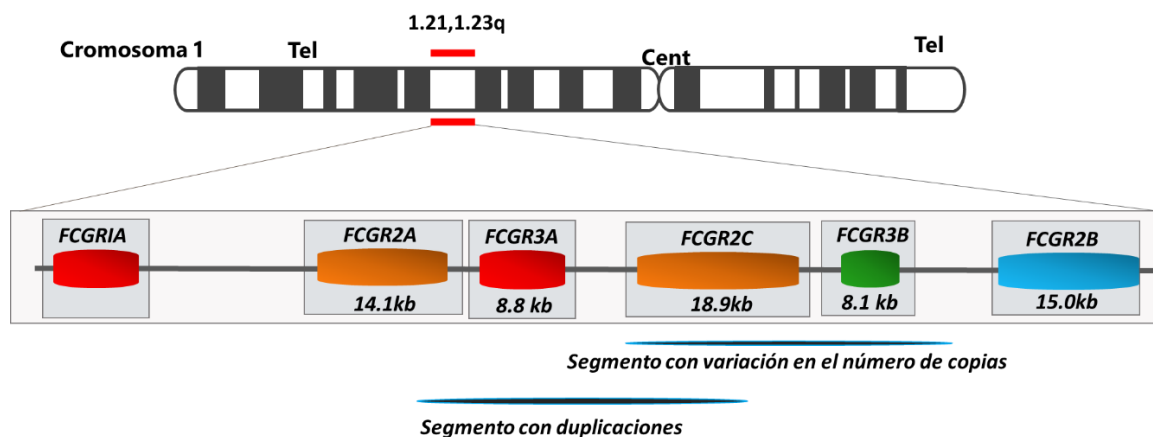 1.21,1.23q
Cromosoma 1 Tel Cent Tel
FCGRIA FCGR2A FCGR3A FCGR2C FCGR3B FCGR2B
14.1kb 8.8 kb 18.9kb 8.1 kb 15.0kb
Segmento con variación en el número de copias
Segmento con duplicaciones